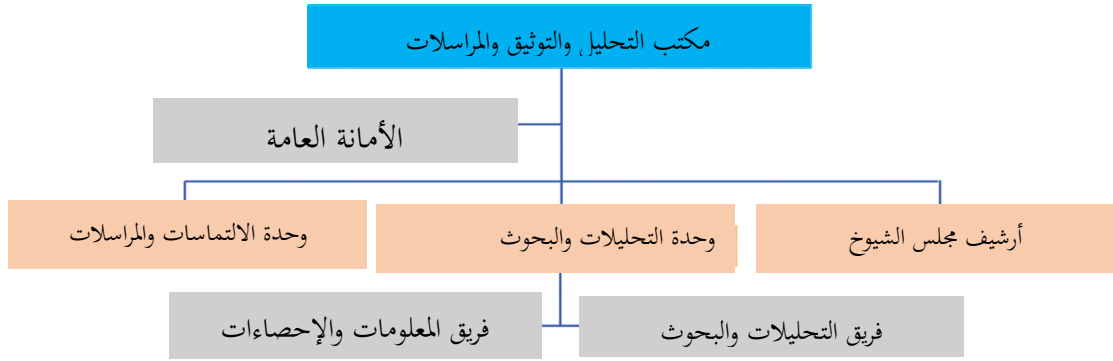 مكتب التحليل والتوثيق والمراسلات
الأمانة العامة
أرشيف مجلس الشيوخ
وحدة التحليلات والبحوث
وحدة الالتماسات والمراسلات
فريق التحليلات والبحوث
فريق المعلومات والإحصاءات